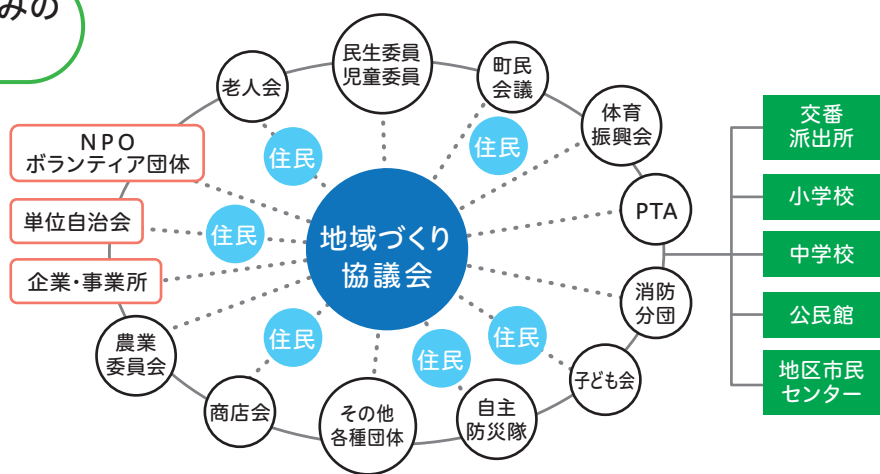 みの
民生委員
児童委員
老人会
町民
会議
体育
振興会
NPO
ボランティア団体
住民
住民
PTA
単位自治会
住民
地域づくり
協議会
企業・事業所
消防
分団
農業
委員会
住民
住民
住民
子ども会
商店会
その他
各種団体
自主
防災隊
交番
派出所
小学校
中学校
公民館
地区市民
センター